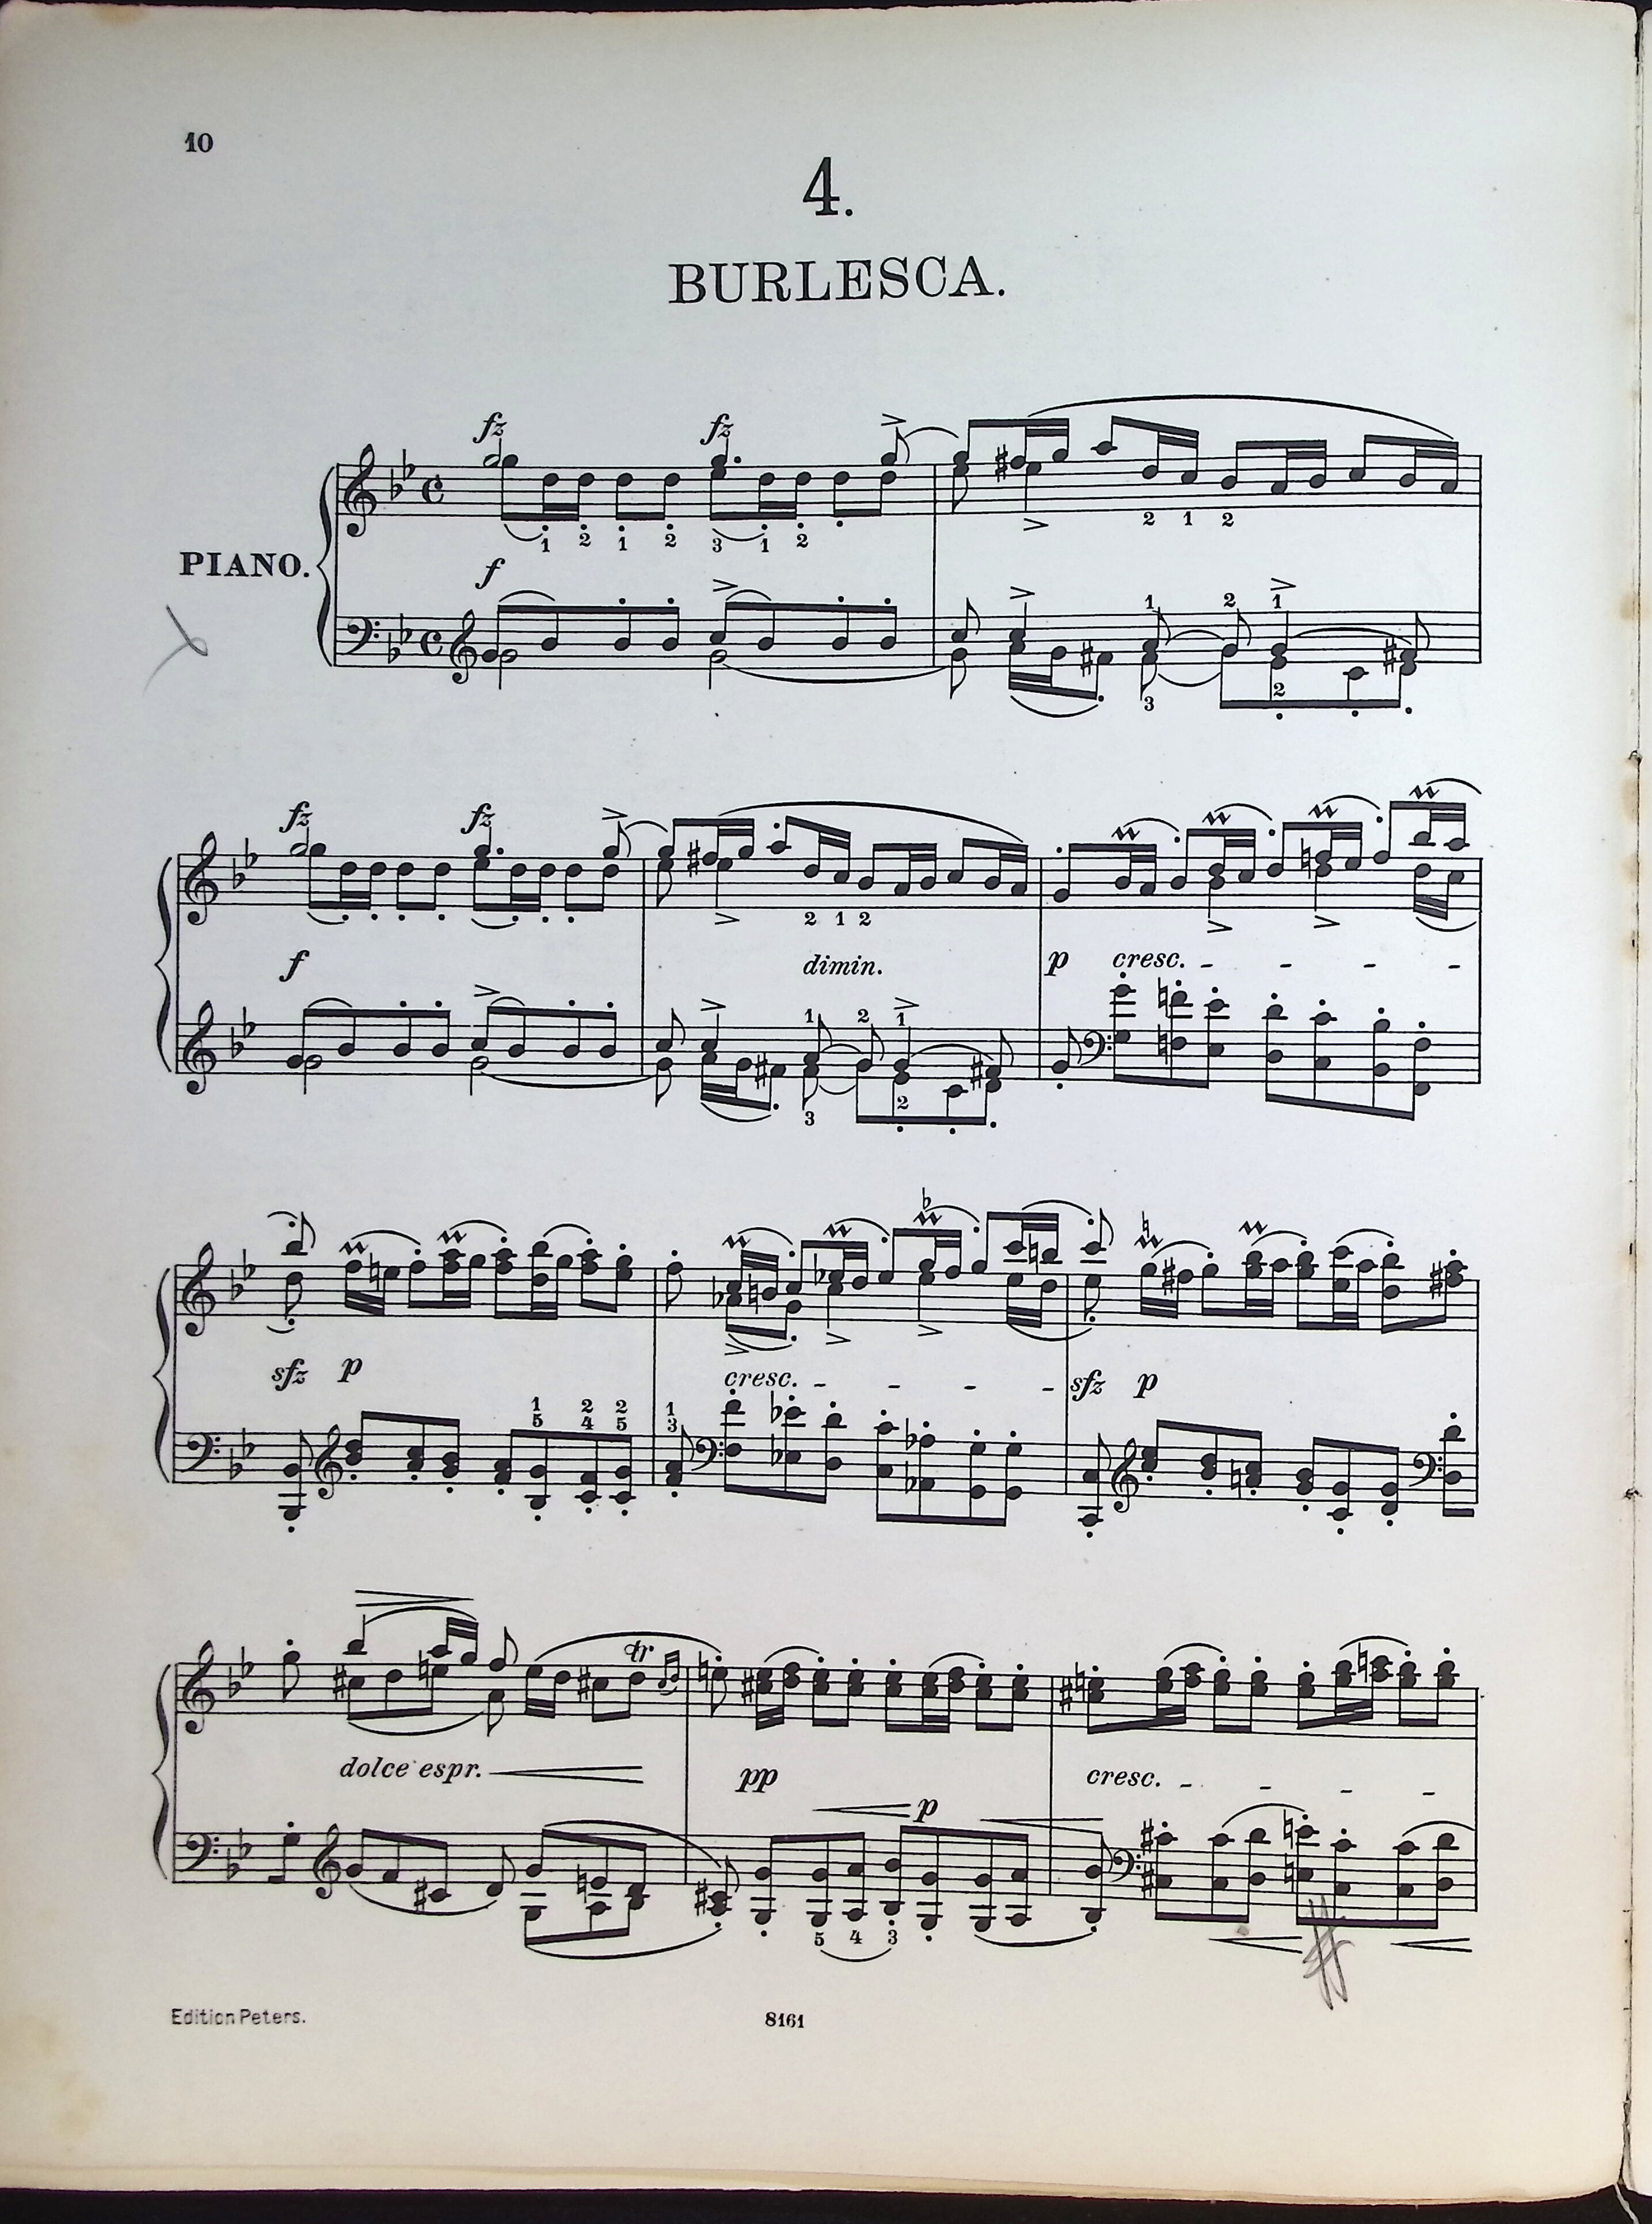 10
4.
BURLESCA.
fz fz >
PIANO.
1 2 1 2 3 1 2 > 2 1 2
f
> > 1 2 1 >
3 2
fz fz >
> 2 1 2 > >
f dimin. p cresc. - - - -
> > 1 2 1 >
3 2
sfz p cresc. - - - - sfz p
1 2 2 1
5 4 5 3
tr
dolce espr. pp cresc. - - - -
p
5 4 3
Edition Peters. 8161